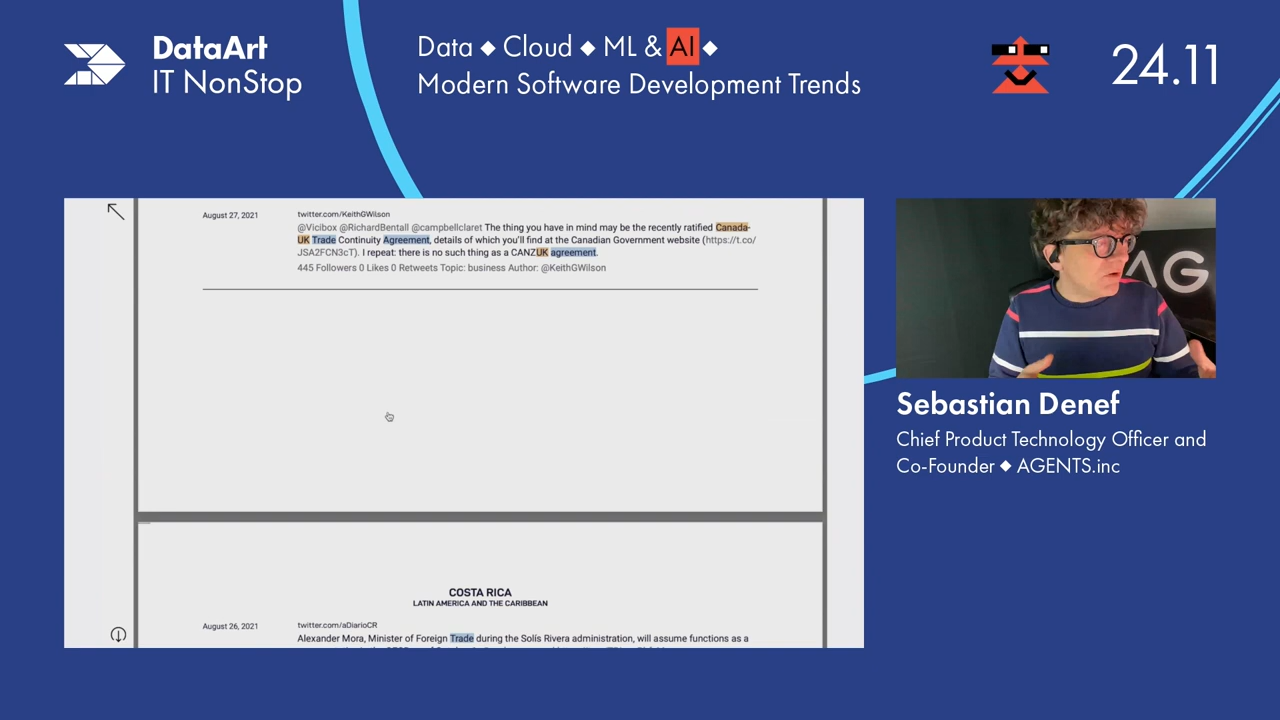 DataArt
IT NonStop
Data ◆ Cloud ◆ ML & AI ◆
Modern Software Development Trends
24.11
August 27, 2021
twitter.com/KeithGWilson
@Vicibox @RichardBentall @campbellclaret The thing you have in mind may be the recently ratified Canada-
UK Trade Continuity Agreement, details of which you'll find at the Canadian Government website (https://t.co/
JSA2FCN3cT). I repeat: there is no such thing as a CANZUK agreement.
445 Followers 0 Likes 0 Retweets Topic: business Author: @KeithGWilson
COSTA RICA
LATIN AMERICA AND THE CARIBBEAN
August 26, 2021
twitter.com/aDiarioCR
Alexander Mora, Minister of Foreign Trade during the Solís Rivera administration, will assume functions as a
AG
Sebastian Denef
Chief Product Technology Officer and
Co-Founder ◆ AGENTS.inc